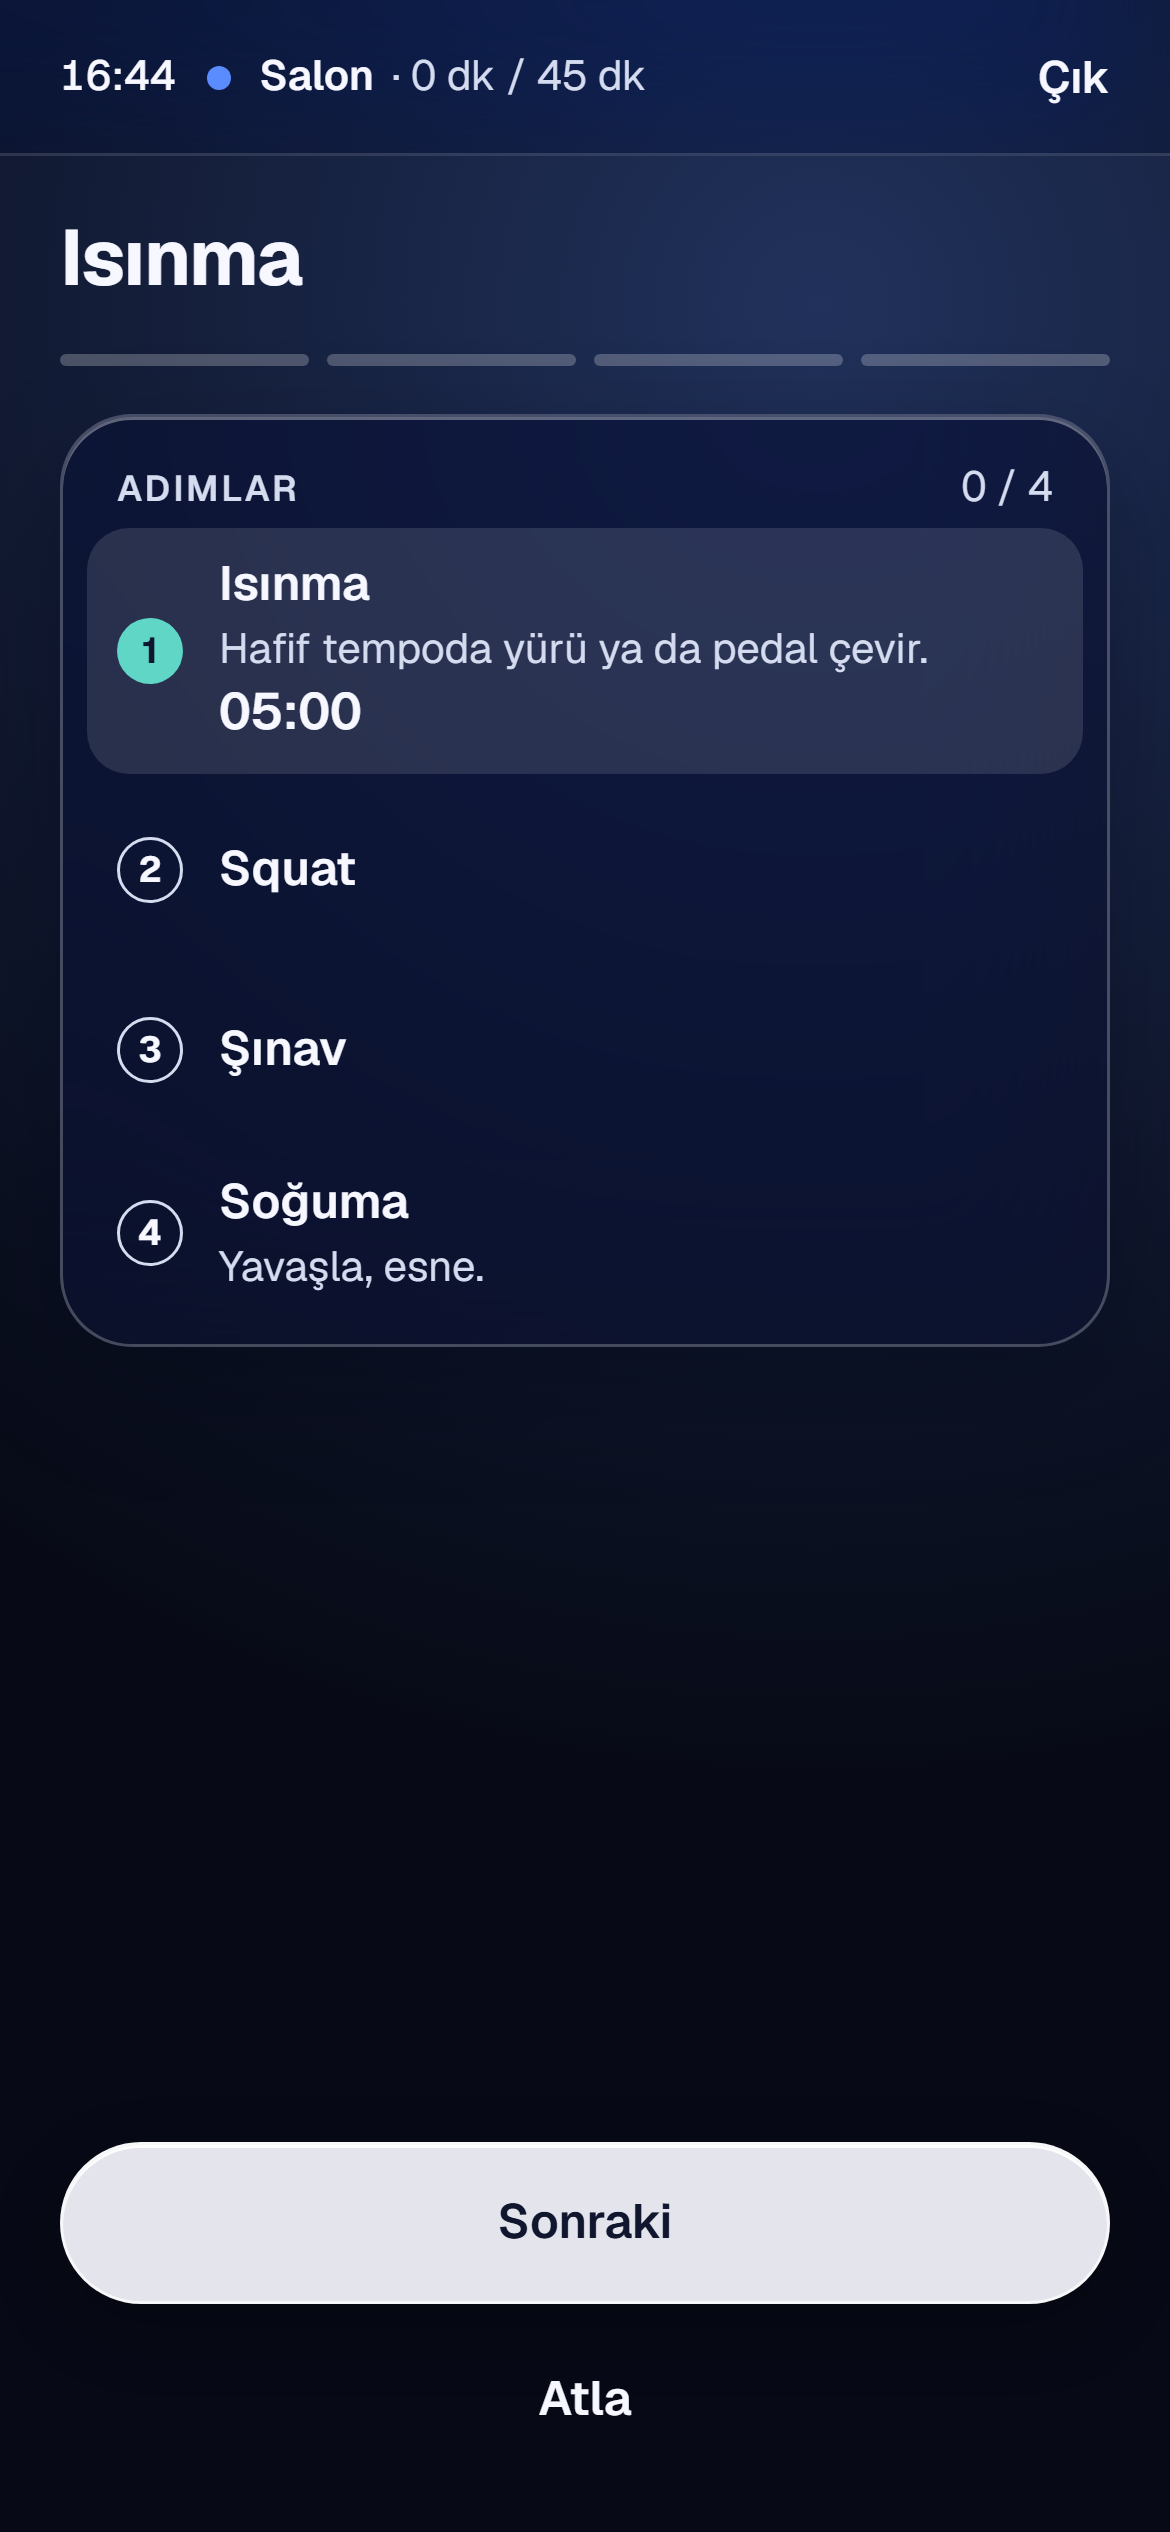 16:44 Salon · 0 dk / 45 dk Çık
Isınma
ADIMLAR 0 / 4
Isınma
1 Hafif tempoda yürü ya da pedal çevir.
05:00
2 Squat
3 Şınav
Soğuma
4
Yavaşla, esne.
Sonraki
Atla